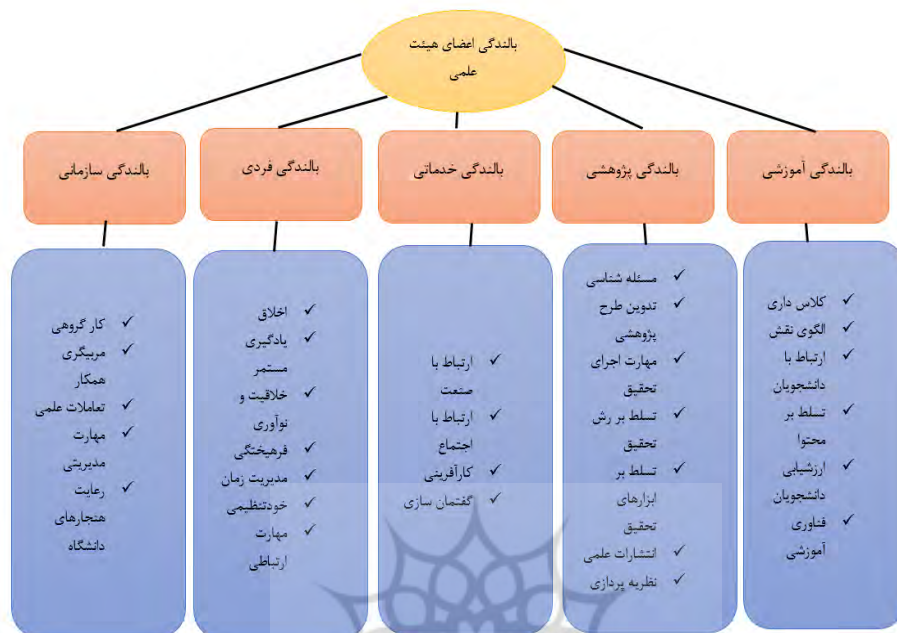 بالندگی اعضای هیئت
علمی
بالندگی آموزشی
بالندگی پژوهشی
بالندگی خدماتی
بالندگی فردی
بالندگی سازمانی
✓ کلاس داری
✓ الگوی نقش
✓ ارتباط با
دانشجویان
✓ تسلط بر
محتوا
✓ ارزشیابی
دانشجویان
✓ فناوری
آموزشی
✓ مسئله شناسی
✓ تدوین طرح
پژوهشی
✓ مهارت اجرای
تحقیق
✓ تسلط بر رش
تحقیق
✓ تسلط بر
ابزارهای
تحقیق
✓ انتشارات علمی
✓ نظریه پردازی
✓ ارتباط با
صنعت
✓ ارتباط با
اجتماع
✓ کارآفرینی
✓ گفتمان سازی
✓ اخلاق
✓ یادگیری
مستمر
✓ خلاقیت و
نوآوری
✓ فرهیختگی
✓ مدیریت زمان
✓ خودتنظیمی
✓ مهارت
ارتباطی
✓ کار گروهی
✓ مربیگری
همکار
✓ تعاملات علمی
✓ مهارت
مدیریتی
✓ رعایت
هنجارهای
دانشگاه